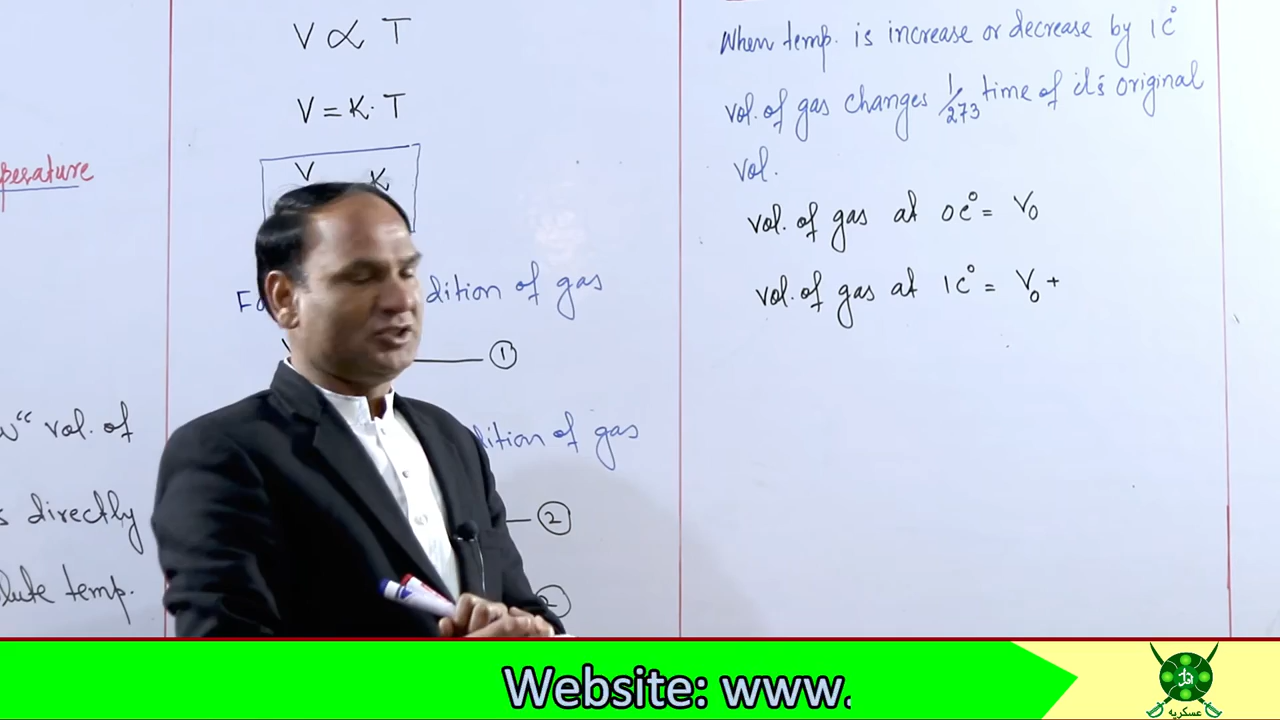 V ∝ T
V = K. T
V K
perature
dition of gas
①
w" vol. of
dition of gas
s directly
②
lute temp.
②
When temp. is increase or decrease by 1C°
vol. of gas changes 1/273 time of it's original
vol.
vol. of gas at 0C° = V₀
vol. of gas at 1C° = V₀ +
Website: www.
عسکریہ